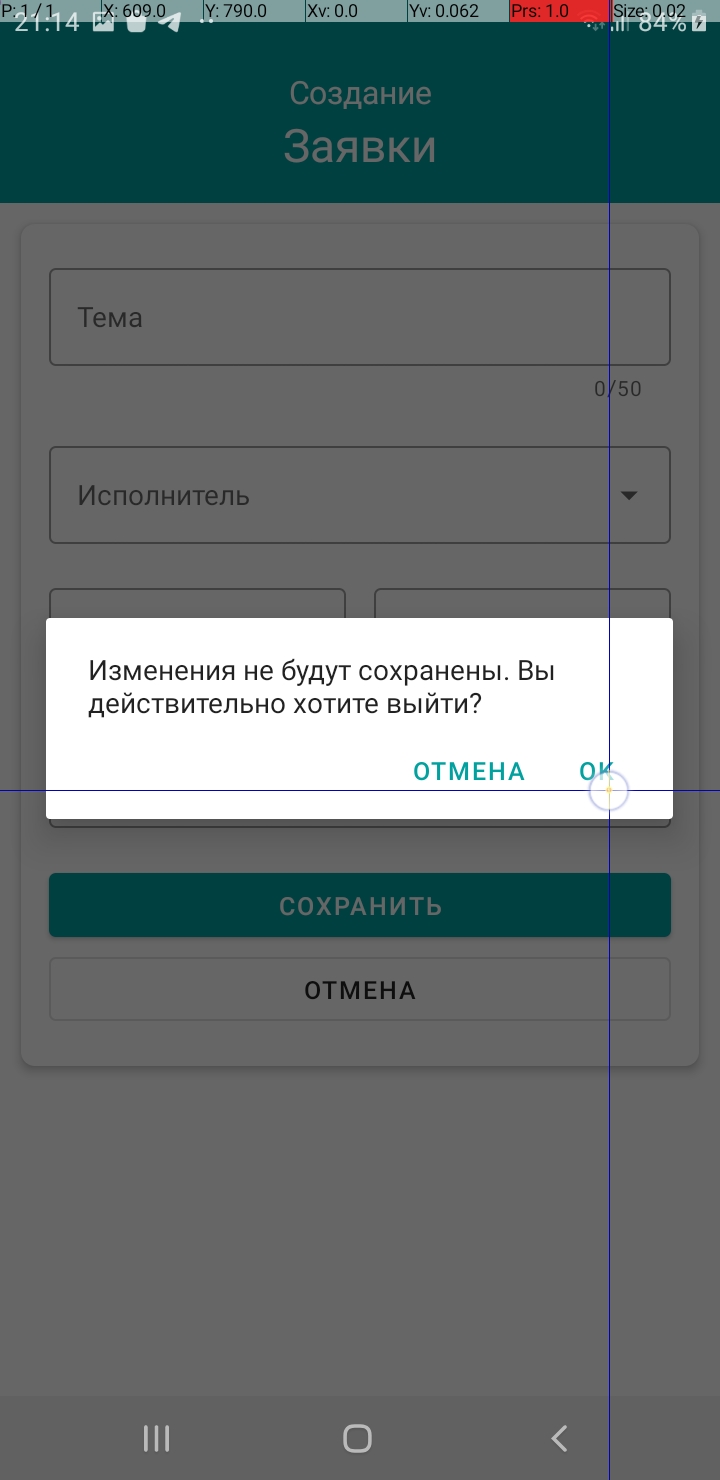 P: 1 / 1 X: 609.0 Y: 790.0 Xv: 0.0 Yv: 0.062 Prs: 1.0 Size: 0.02
21:14 84%
Создание
Заявки
Тема
0/50
Исполнитель
Изменения не будут сохранены. Вы
действительно хотите выйти?
ОТМЕНА OK
СОХРАНИТЬ
ОТМЕНА